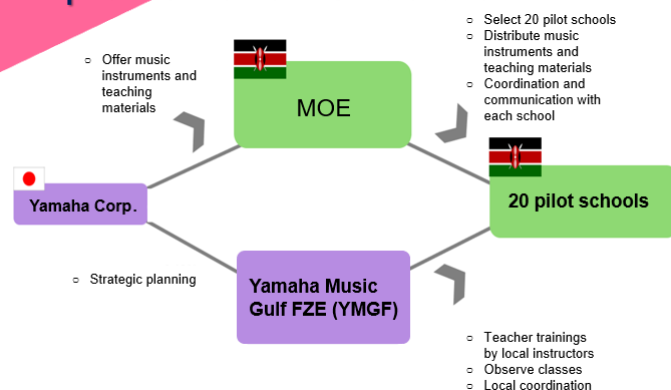 ○ Select 20 pilot schools
○ Distribute music
instruments and
teaching materials
○ Coordination and
communication with
each school
○ Offer music
instruments and
teaching
materials
MOE
Yamaha Corp.
20 pilot schools
○ Strategic planning
Yamaha Music
Gulf FZE (YMGF)
○ Teacher trainings
by local instructors
○ Observe classes
○ Local coordination